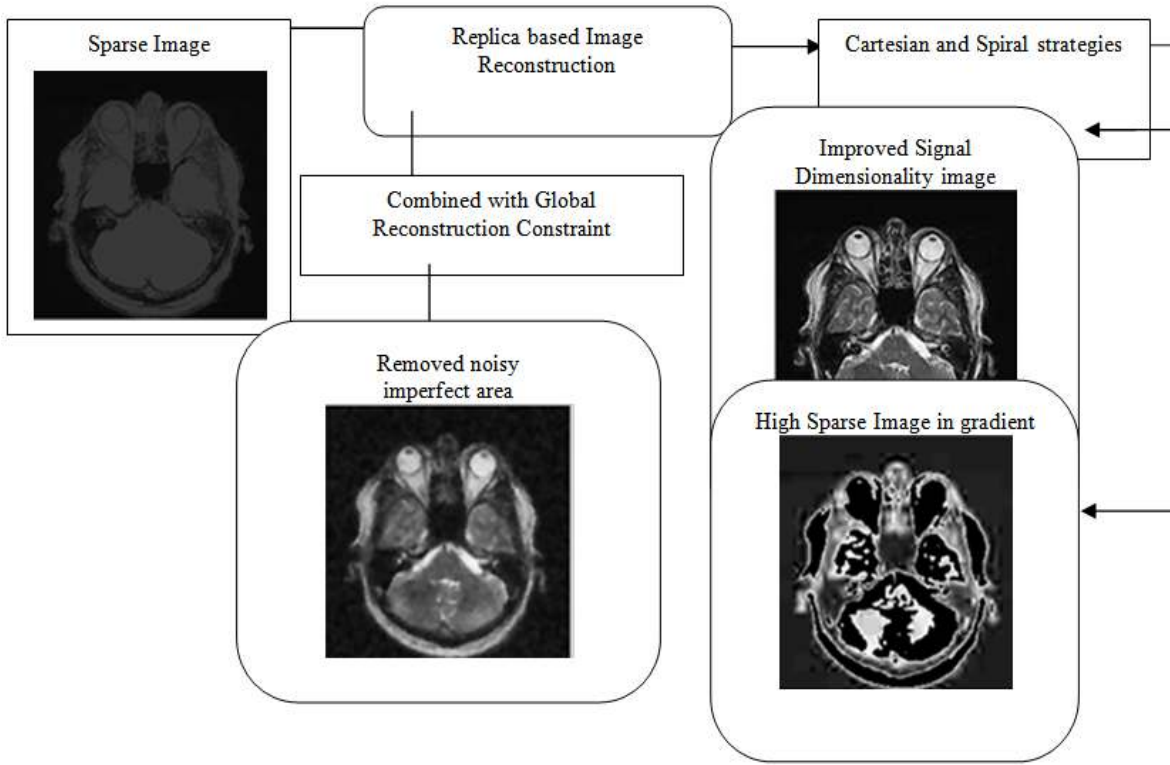 Sparse Image
Replica based Image
Reconstruction
Cartesian and Spiral strategies
Combined with Global
Reconstruction Constraint
Improved Signal
Dimensionality image
Removed noisy
imperfect area
High Sparse Image in gradient